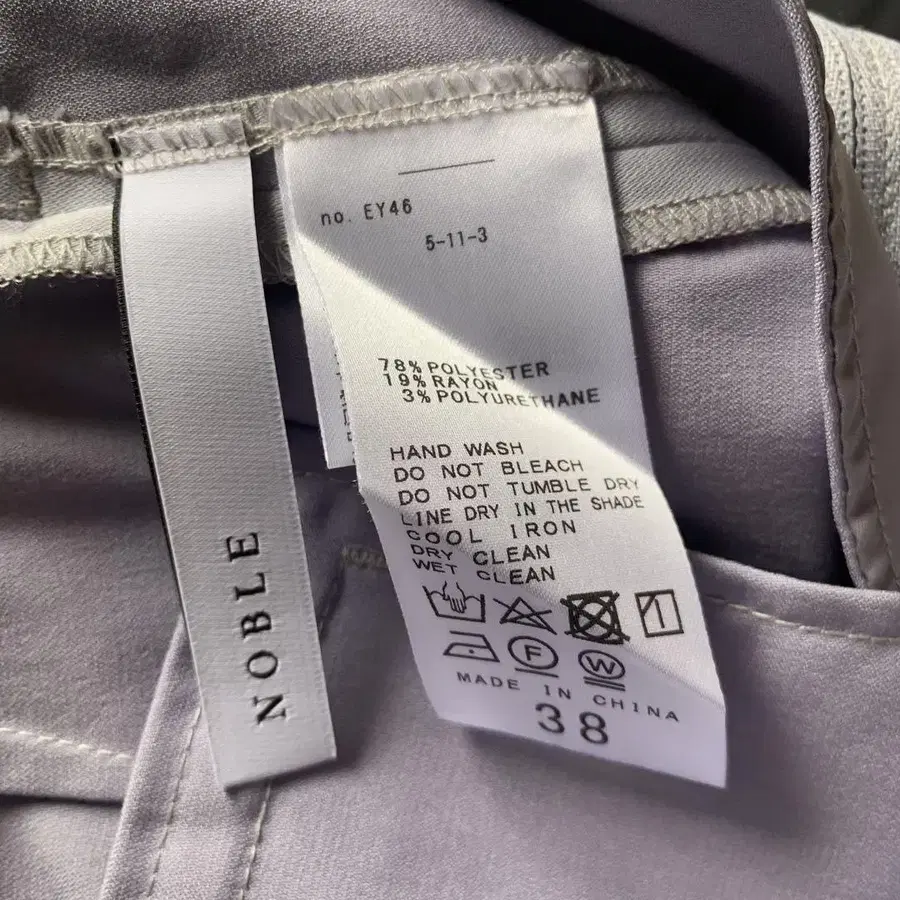 NOBLE
no. EY46
5-11-3
78% POLYESTER
19% RAYON
3% POLYURETHANE
HAND WASH
DO NOT BLEACH
DO NOT TUMBLE DRY
LINE DRY IN THE SHADE
COOL IRON
DRY CLEAN
WET CLEAN
F
W
MADE IN CHINA
38